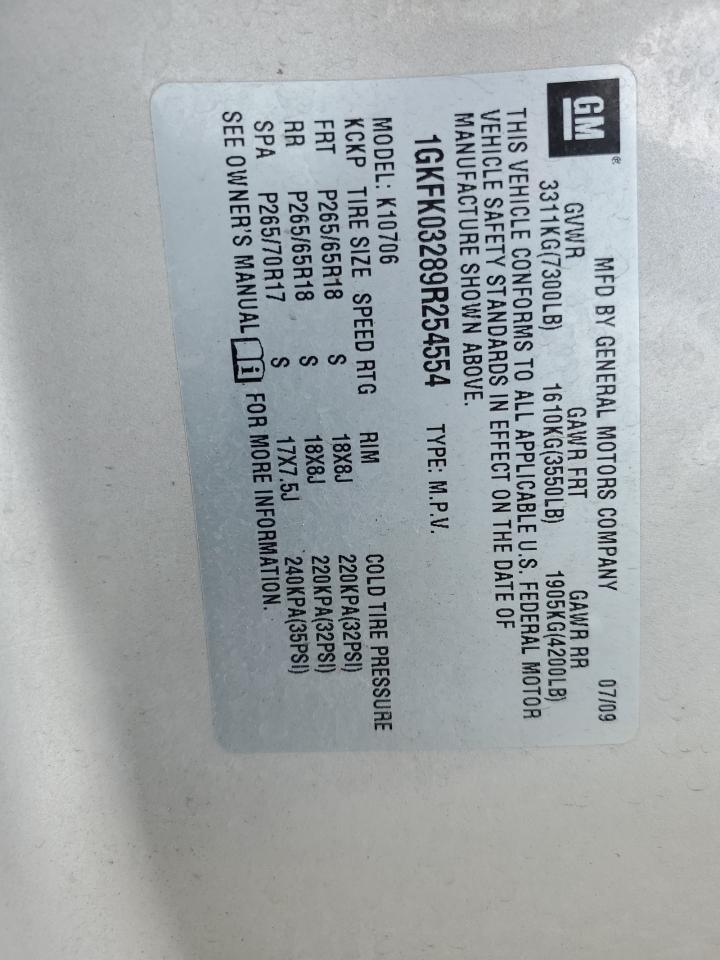 GM®
MFD BY GENERAL MOTORS COMPANY 07/09
GVWR GAWR FRT GAWR RR
3311KG(7300LB) 1610KG(3550LB) 1905KG(4200LB)
THIS VEHICLE CONFORMS TO ALL APPLICABLE U.S. FEDERAL MOTOR
VEHICLE SAFETY STANDARDS IN EFFECT ON THE DATE OF
MANUFACTURE SHOWN ABOVE.
1GKFK03289R254554 TYPE: M.P.V.
MODEL: K10706
KCKP TIRE SIZE SPEED RTG RIM COLD TIRE PRESSURE
FRT P265/65R18 S 18X8J 220KPA(32PSI)
RR P265/65R18 S 18X8J 220KPA(32PSI)
SPA P265/70R17 S 17X7.5J 240KPA(35PSI)
SEE OWNER'S MANUAL FOR MORE INFORMATION.